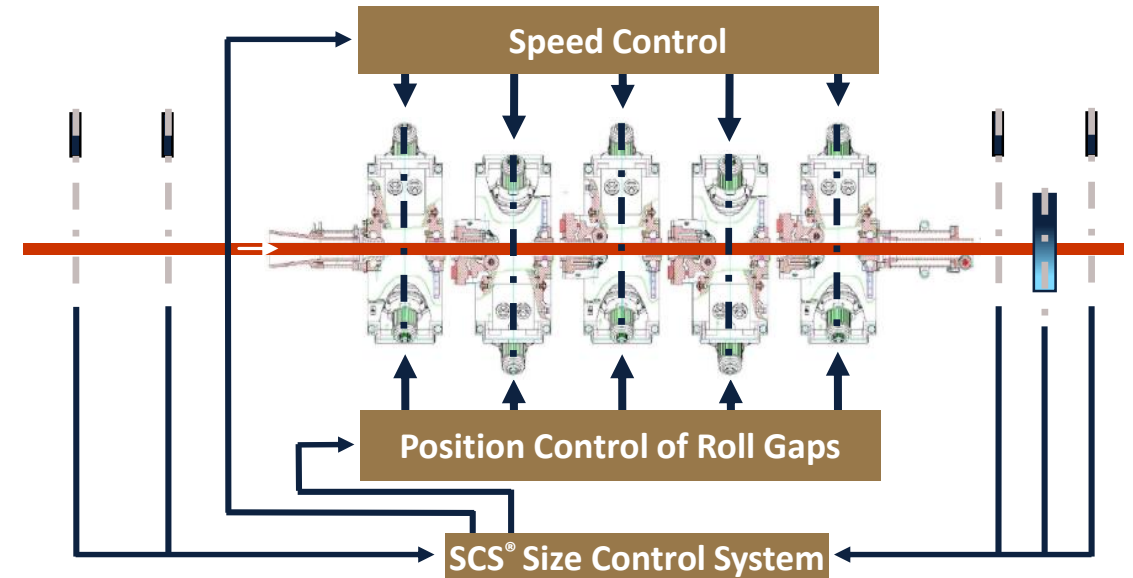 Speed Control
Position Control of Roll Gaps
SCS® Size Control System